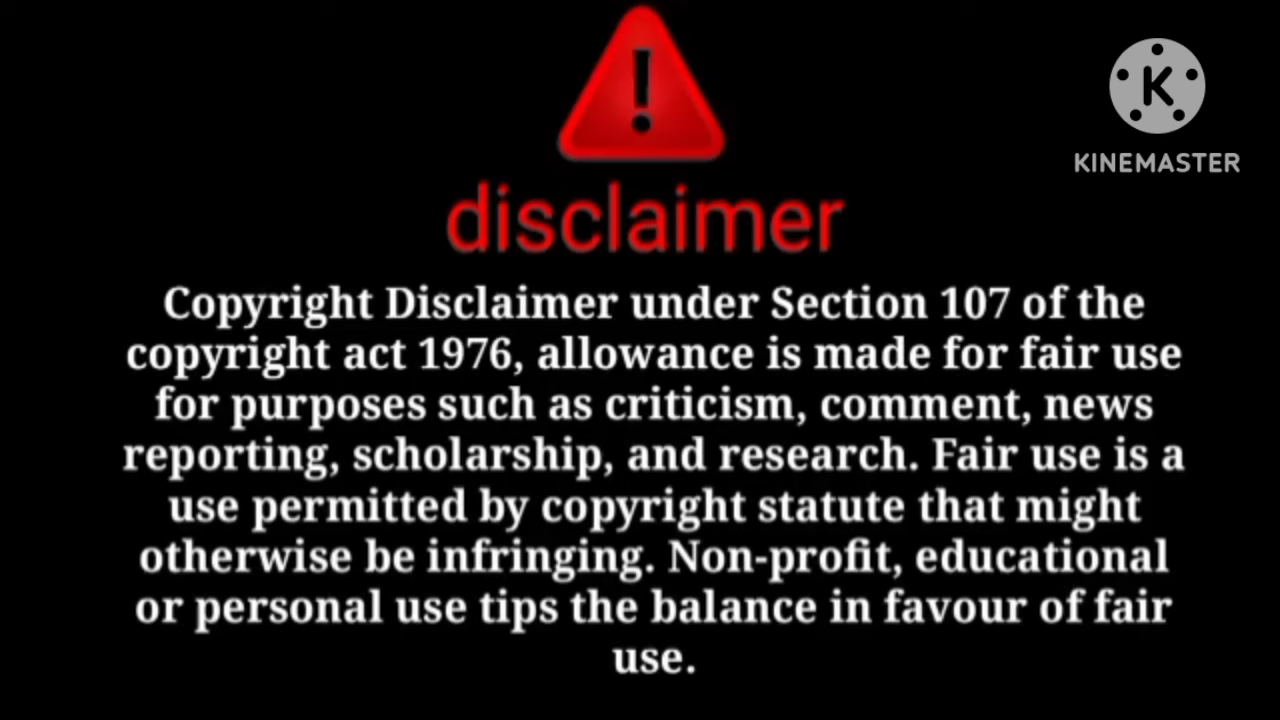 !
K
KINEMASTER
disclaimer
Copyright Disclaimer under Section 107 of the
copyright act 1976, allowance is made for fair use
for purposes such as criticism, comment, news
reporting, scholarship, and research. Fair use is a
use permitted by copyright statute that might
otherwise be infringing. Non-profit, educational
or personal use tips the balance in favour of fair
use.